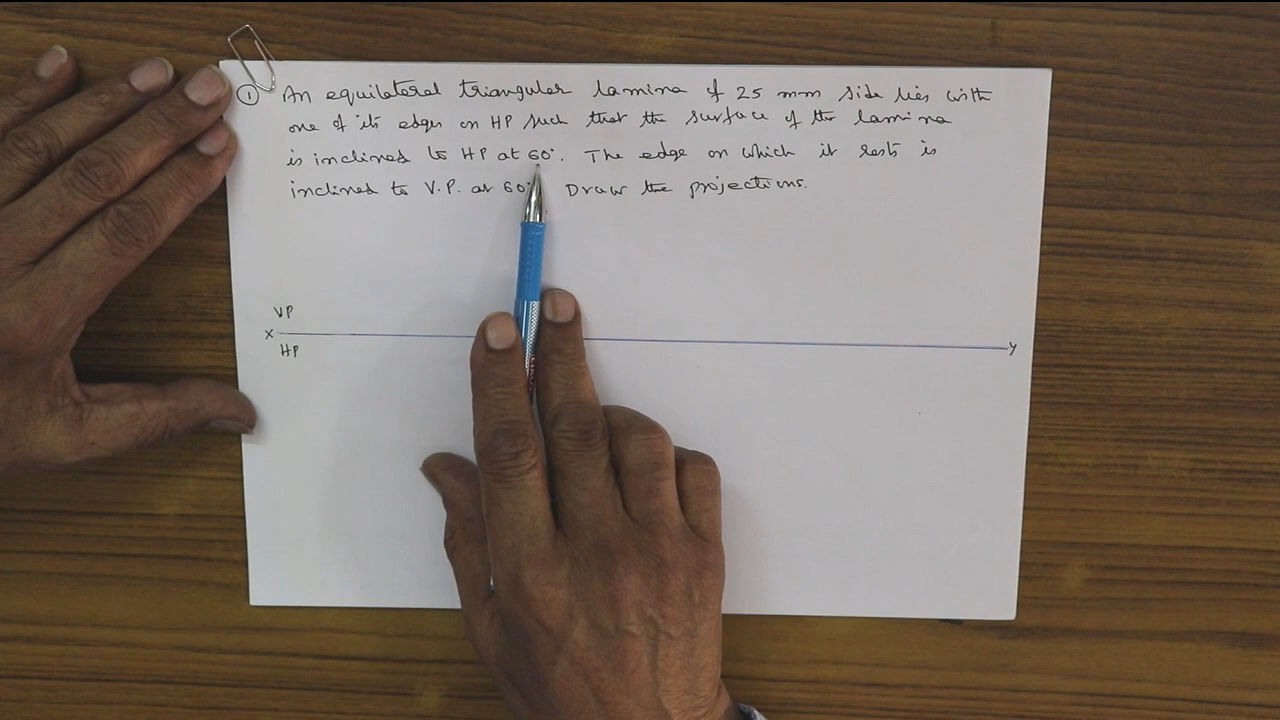 ① An equilateral triangular lamina of 25 mm side lies with
one of its edges on HP such that the surface of the lamina
is inclined to HP at 60°. The edge on which it rests is
inclined to V.P. at 60° Draw the projections.
VP
X
HP
Y